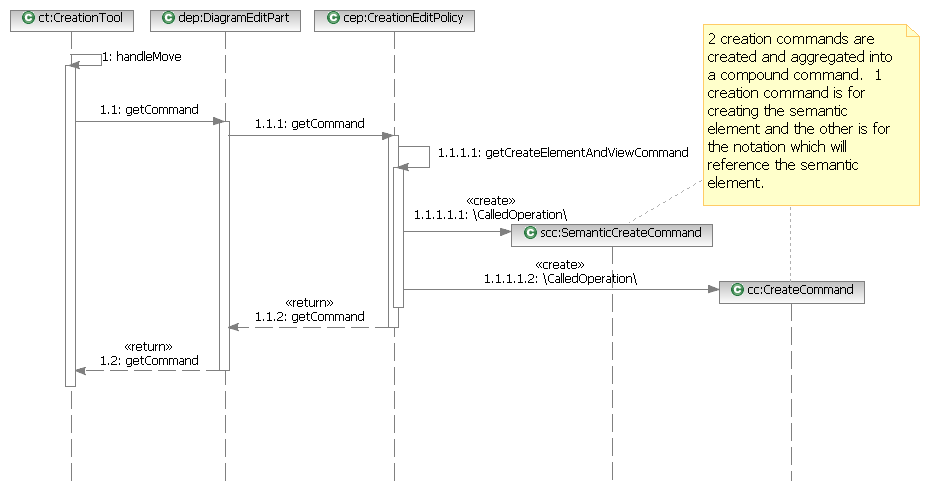 ct:CreationTool
dep:DiagramEditPart
cep:CreationEditPolicy
2 creation commands are
created and aggregated into
a compound command.  1
creation command is for
creating the semantic
element and the other is for
the notation which will
reference the semantic
element.
1: handleMove
1.1: getCommand
1.1.1: getCommand
1.1.1.1: getCreateElementAndViewCommand
«create»
1.1.1.1.1: \CalledOperation\
scc:SemanticCreateCommand
«create»
1.1.1.1.2: \CalledOperation\
cc:CreateCommand
«return»
1.1.2: getCommand
«return»
1.2: getCommand